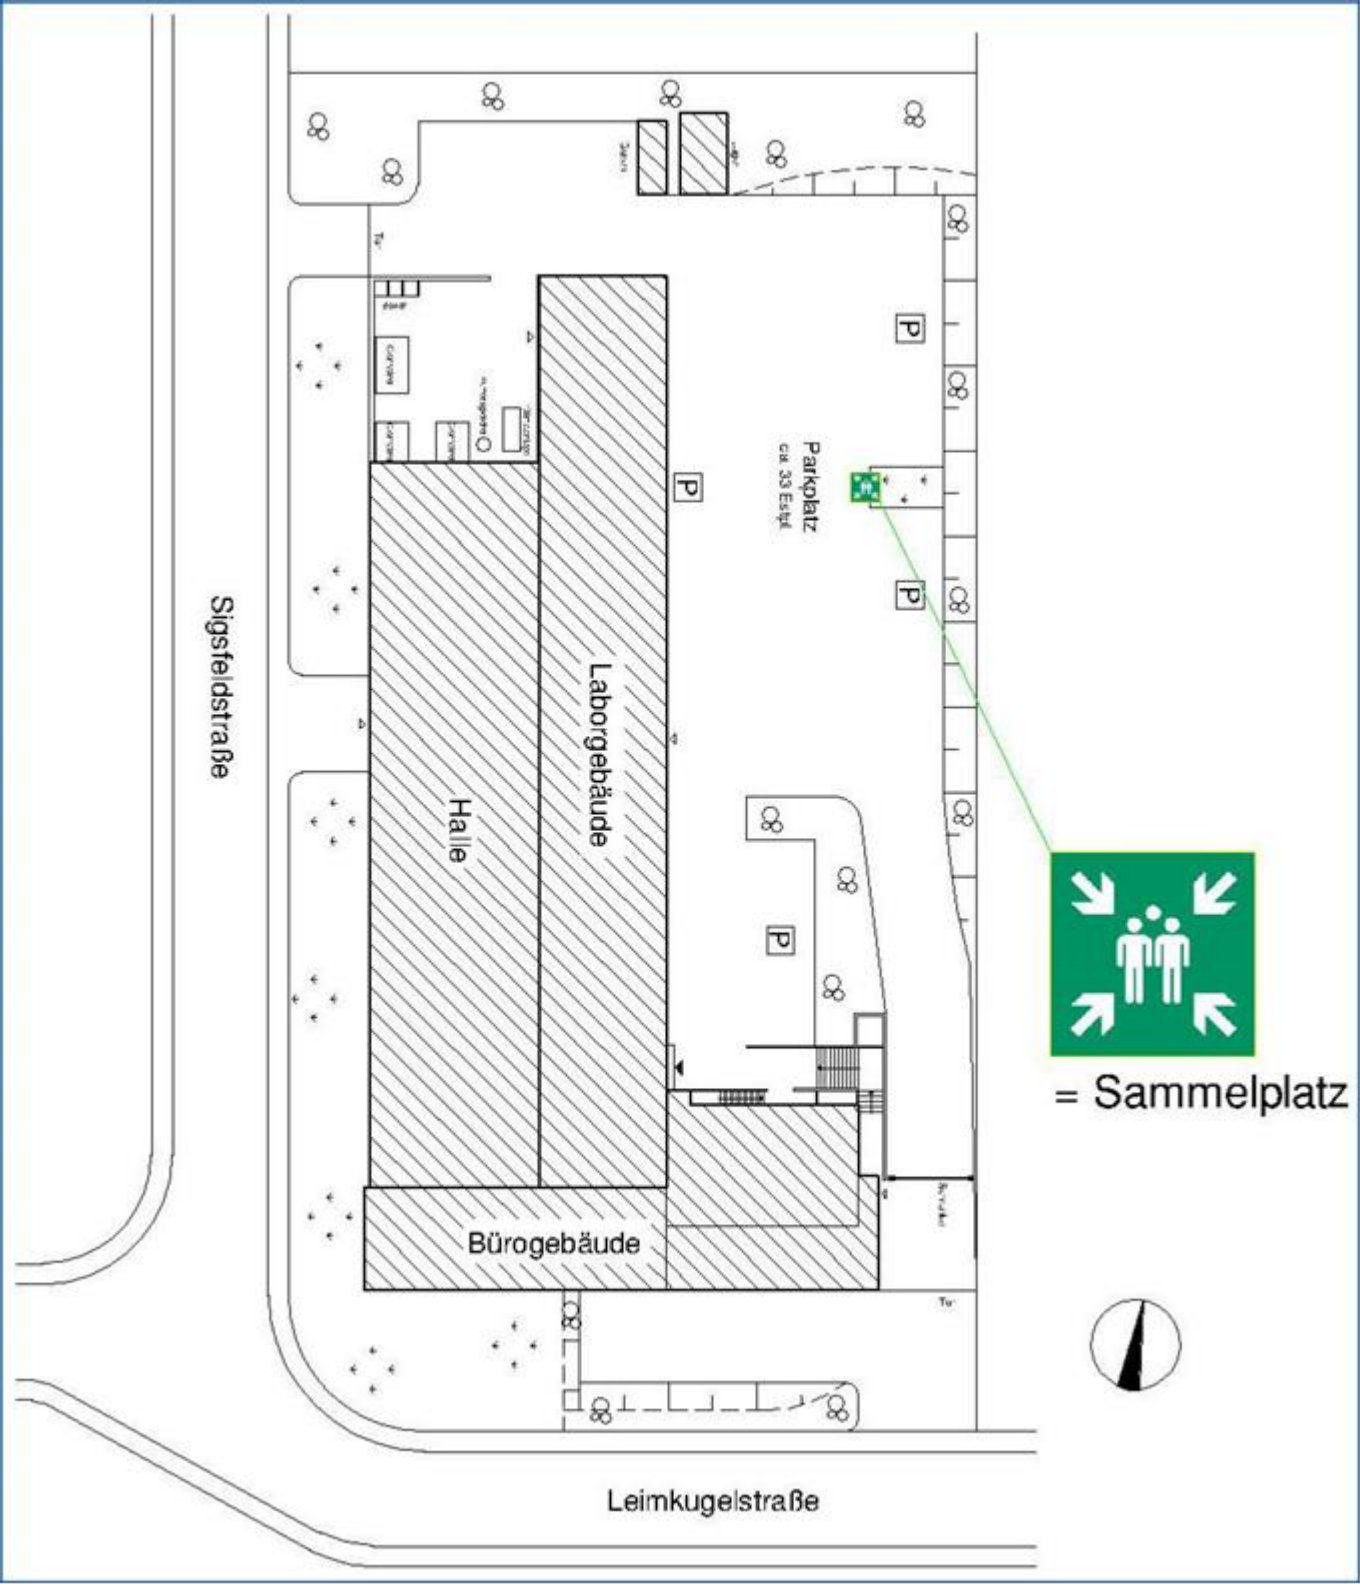 P
Parkplatz
ca. 33 Estpl.
P
P
Sigsfeldstraße
Laborgebäude
Halle
P
= Sammelplatz
Bürogebäude
Leimkugelstraße